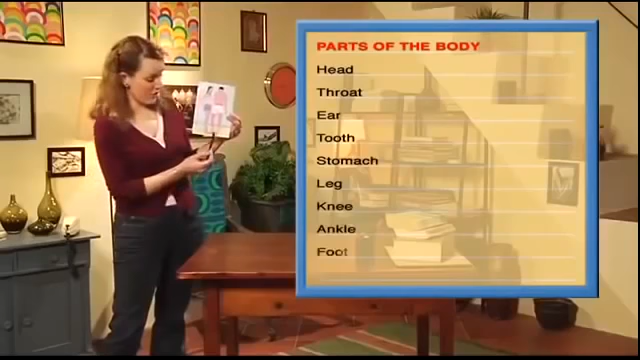 PARTS OF THE BODY
Head
Throat
Ear
Tooth
Stomach
Leg
Knee
Ankle
Foot